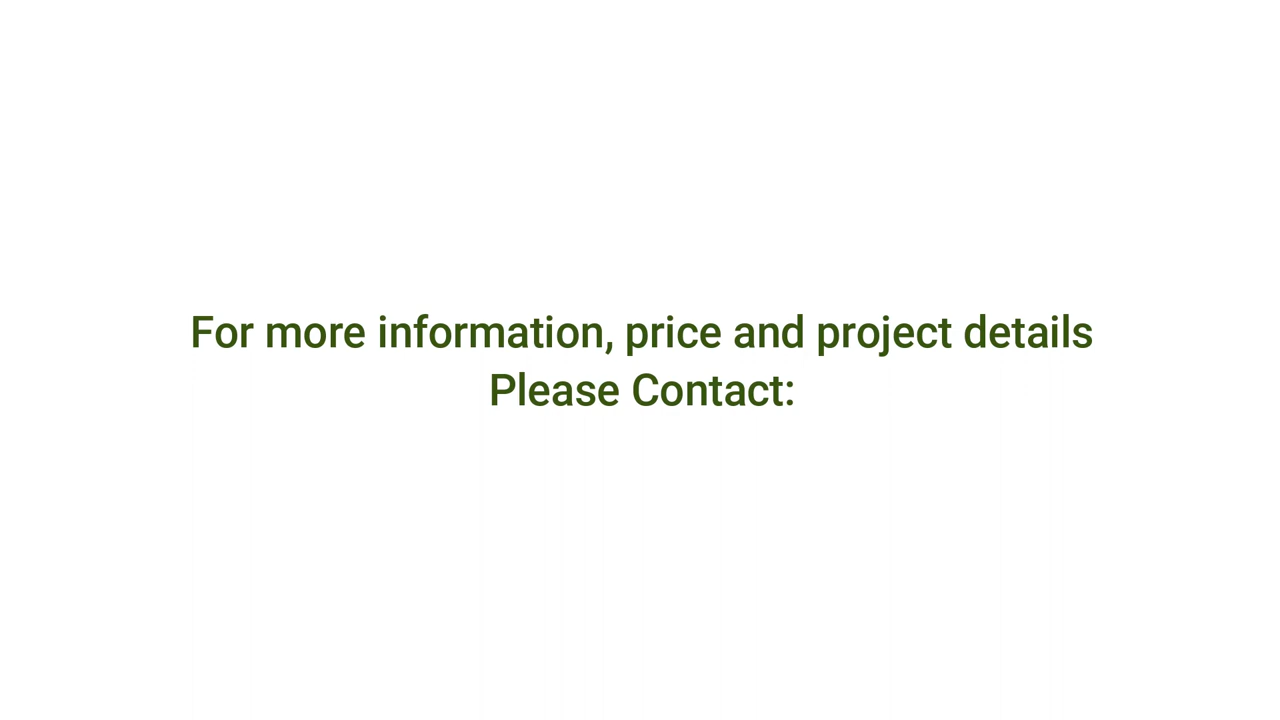 For more information, price and project details
Please Contact: